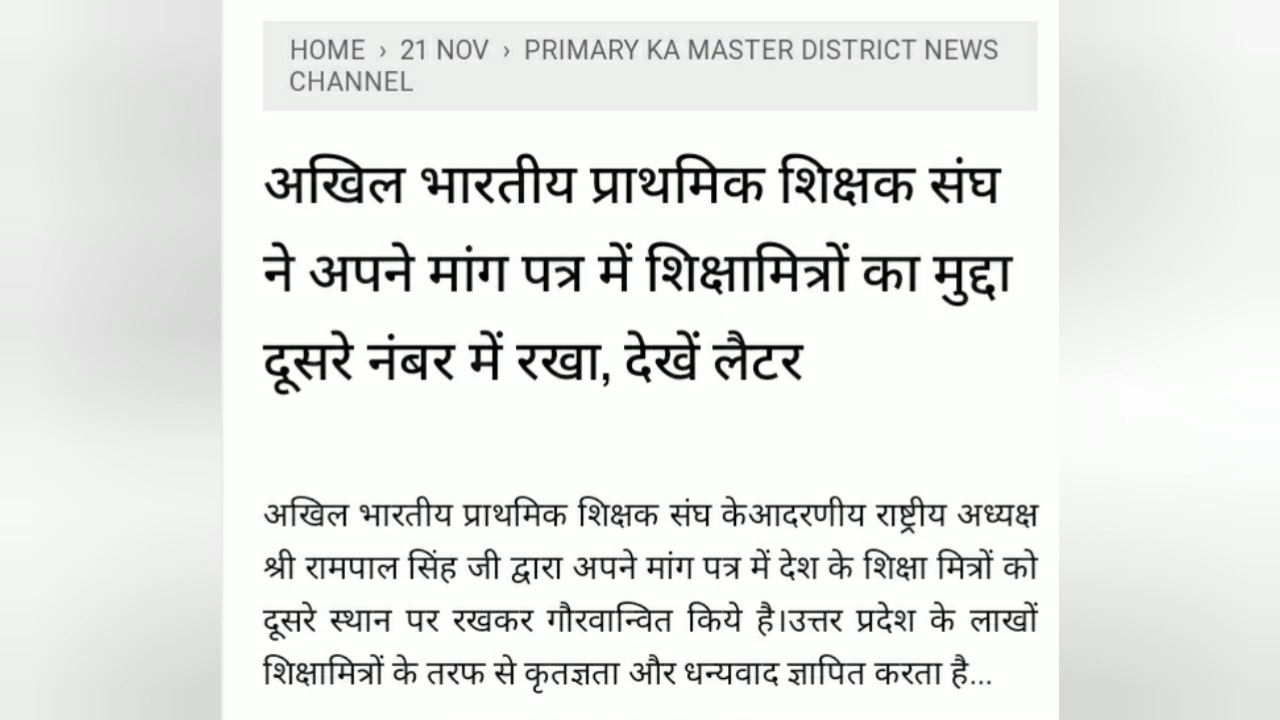 HOME › 21 NOV › PRIMARY KA MASTER DISTRICT NEWS
CHANNEL
अखिल भारतीय प्राथमिक शिक्षक संघ
ने अपने मांग पत्र में शिक्षामित्रों का मुद्दा
दूसरे नंबर में रखा, देखें लैटर
अखिल भारतीय प्राथमिक शिक्षक संघ केआदरणीय राष्ट्रीय अध्यक्ष
श्री रामपाल सिंह जी द्वारा अपने मांग पत्र में देश के शिक्षा मित्रों को
दूसरे स्थान पर रखकर गौरवान्वित किये है।उत्तर प्रदेश के लाखों
शिक्षामित्रों के तरफ से कृतज्ञता और धन्यवाद ज्ञापित करता है...